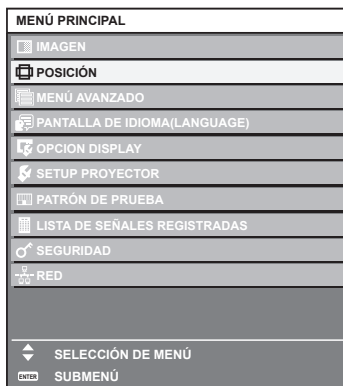 MENÚ PRINCIPAL
IMAGEN
POSICIÓN
MENÚ AVANZADO
PANTALLA DE IDIOMA(LANGUAGE)
OPCION DISPLAY
SETUP PROYECTOR
PATRÓN DE PRUEBA
LISTA DE SEÑALES REGISTRADAS
SEGURIDAD
RED
SELECCIÓN DE MENÚ
ENTER SUBMENÚ